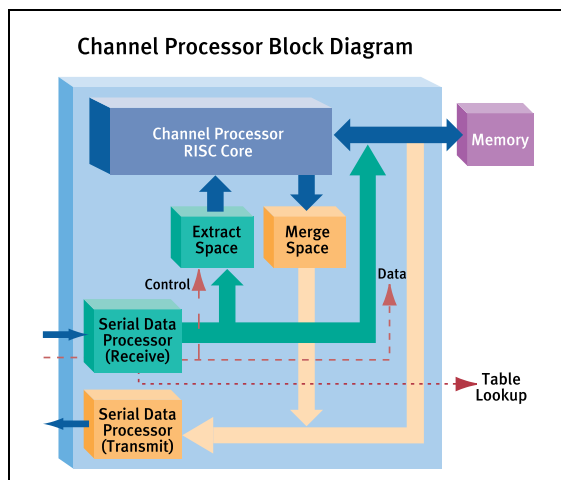 Channel Processor Block Diagram
Channel Processor
RISC Core
Memory
Extract
Space
Merge
Space
Control
Data
Serial Data
Processor
(Receive)
Table
Lookup
Serial Data
Processor
(Transmit)